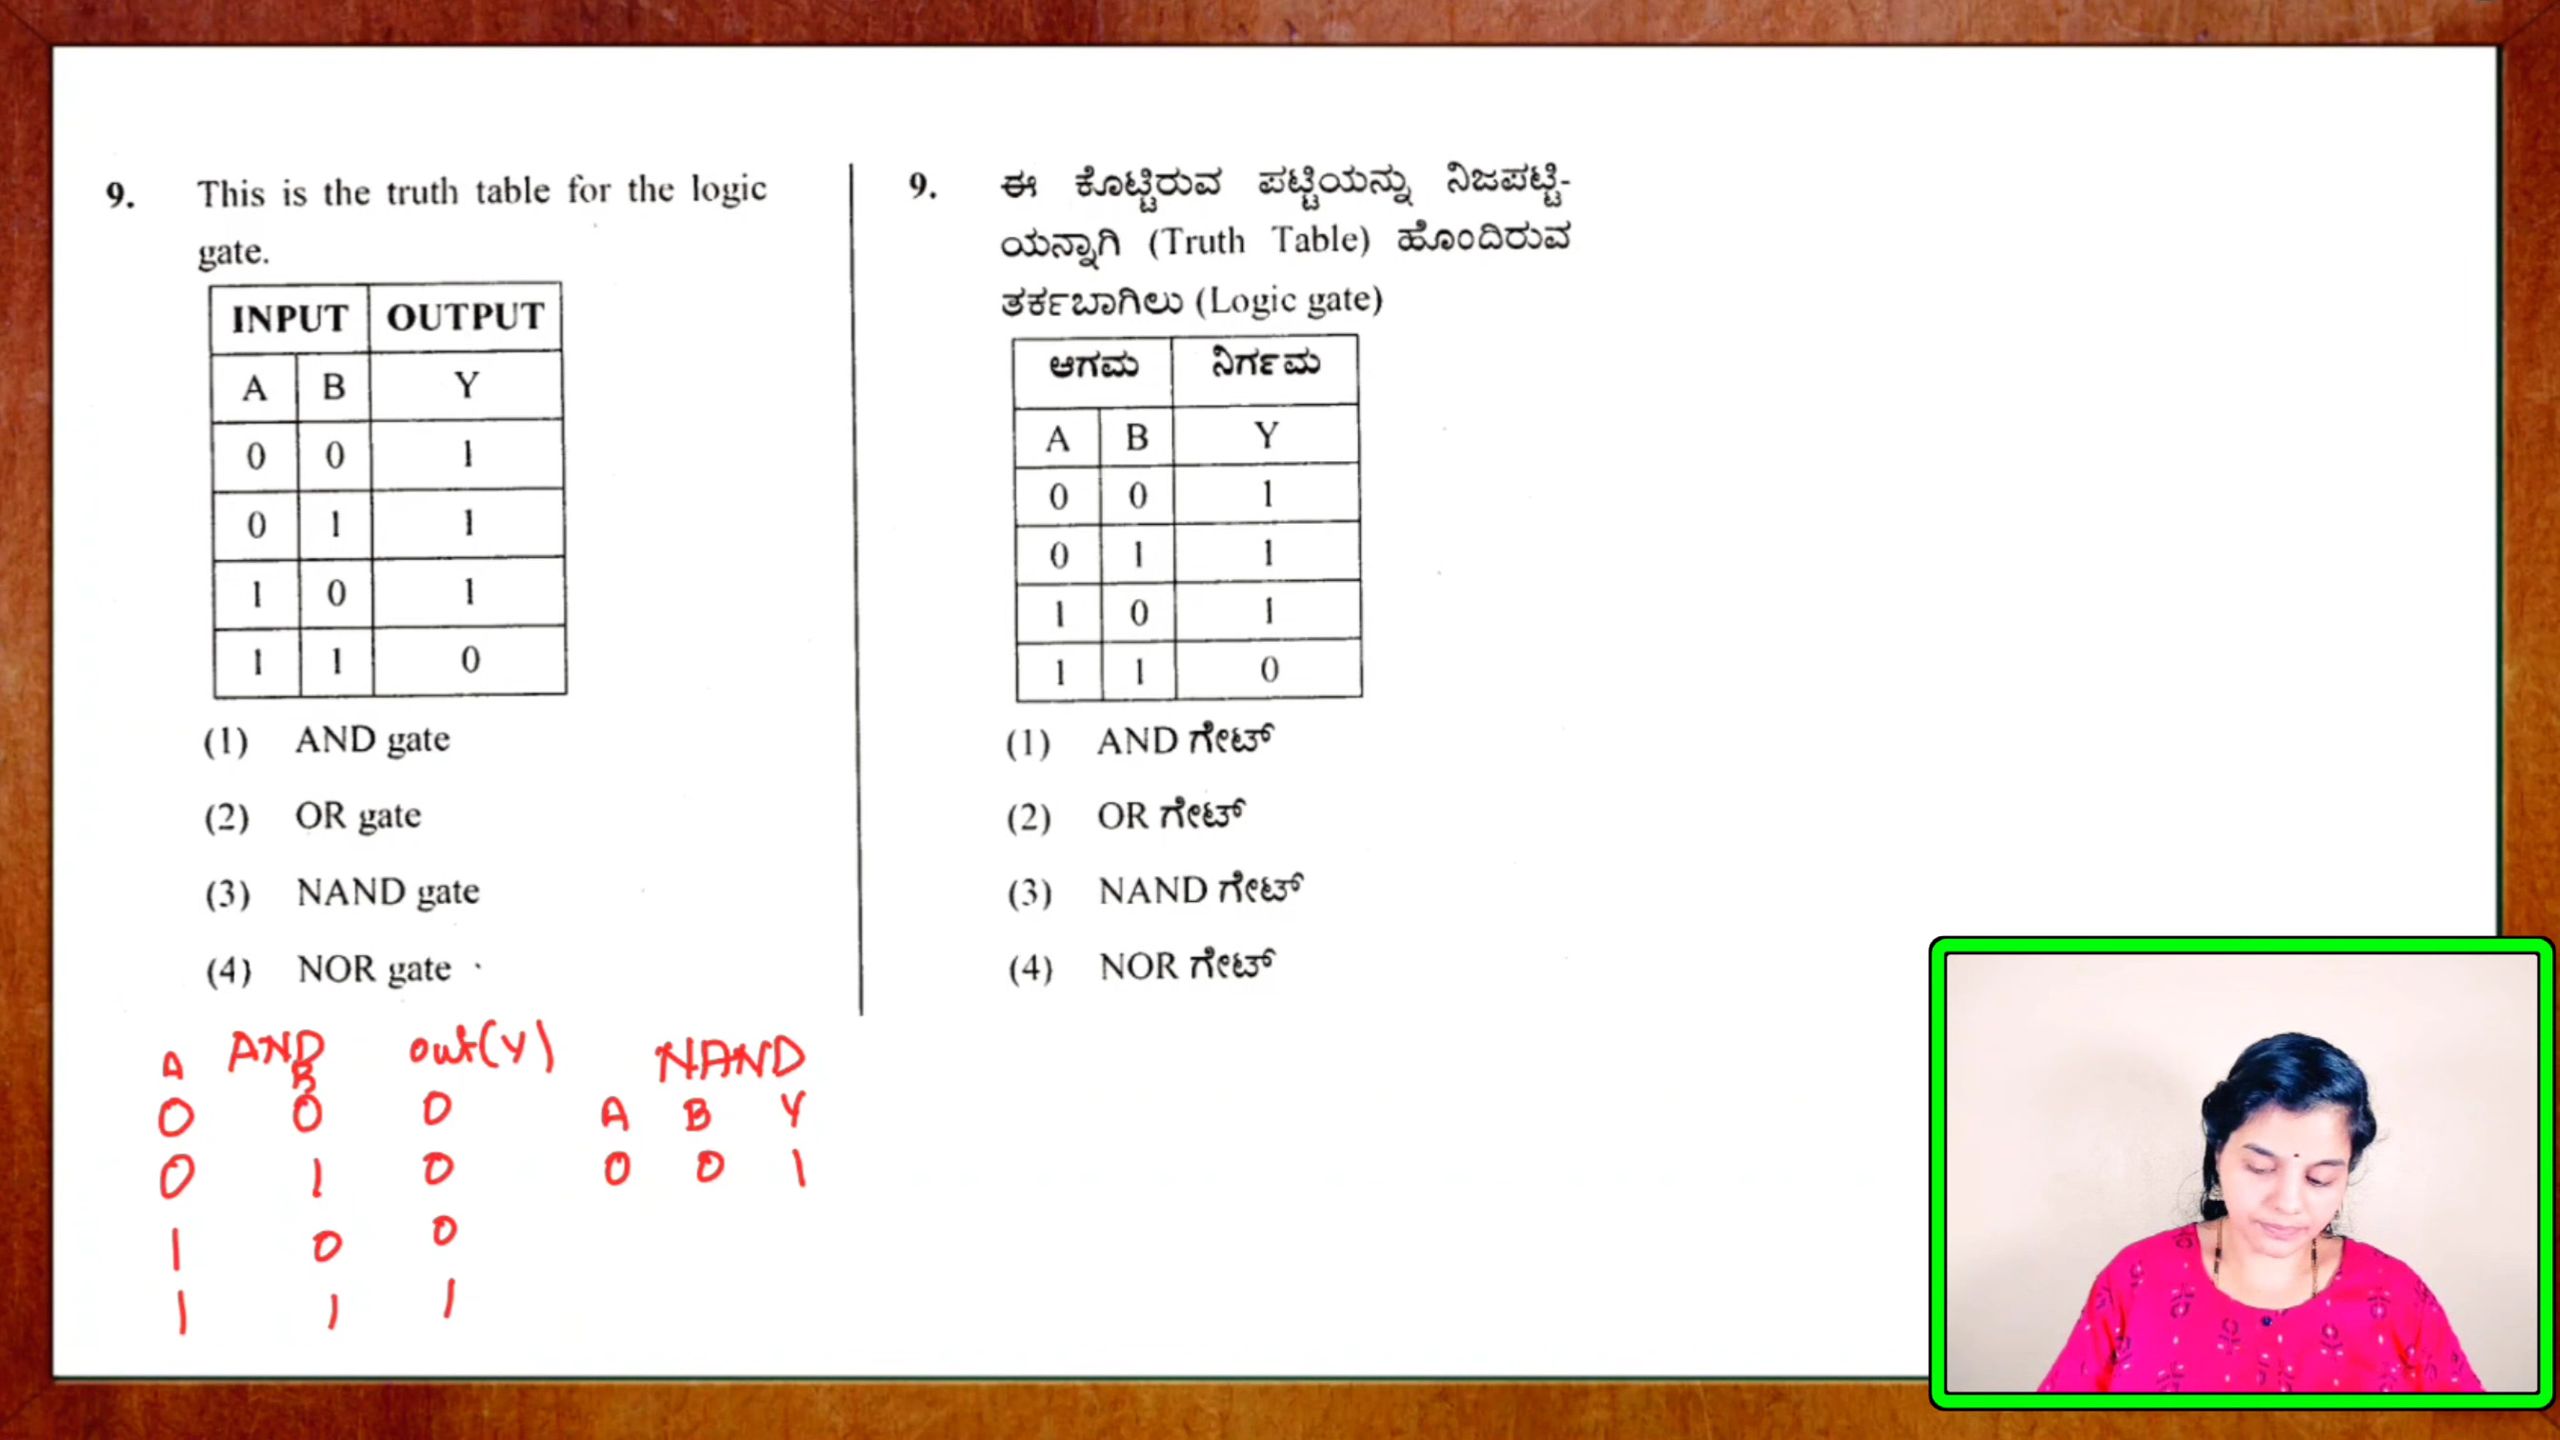 9. This is the truth table for the logic
gate.
INPUT OUTPUT
A B Y
0 0 1
0 1 1
1 0 1
1 1 0
(1) AND gate
(2) OR gate
(3) NAND gate
(4) NOR gate
9. ಈ ಕೊಟ್ಟಿರುವ ಪಟ್ಟಿಯನ್ನು ನಿಜಪಟ್ಟಿ-
ಯನ್ನಾಗಿ (Truth Table) ಹೊಂದಿರುವ
ತರ್ಕಬಾಗಿಲು (Logic gate)
ಆಗಮ ನಿರ್ಗಮ
A B Y
0 0 1
0 1 1
1 0 1
1 1 0
(1) AND ಗೇಟ್
(2) OR ಗೇಟ್
(3) NAND ಗೇಟ್
(4) NOR ಗೇಟ್
AND
A B out(Y)
0 0 0
0 1 0
1 0 0
1 1 1
NAND
A B Y
0 0 1